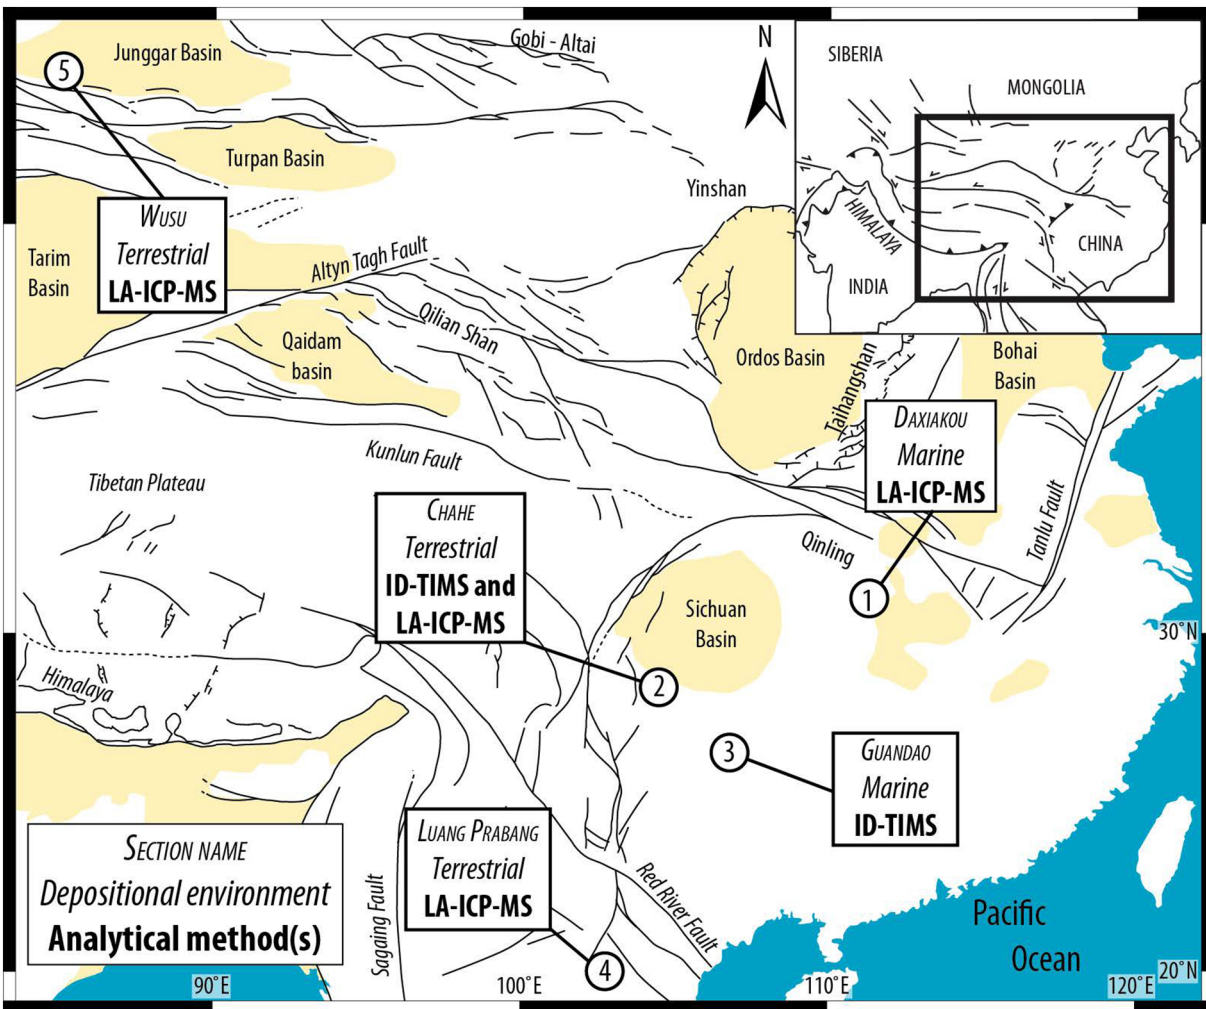 Junggar Basin
Gobi - Altai
N
5
Turpan Basin
Yinshan
SIBERIA
MONGOLIA
HIMALAYA
CHINA
INDIA
WUSU
Terrestrial
LA-ICP-MS
Tarim
Basin
Altyn Tagh Fault
Qilian Shan
Qaidam
basin
Ordos Basin
Taihangshan
Bohai
Basin
DAXIAKOU
Marine
LA-ICP-MS
Kunlun Fault
Tibetan Plateau
CHAHE
Terrestrial
ID-TIMS and
LA-ICP-MS
Qinling
Tanlu Fault
1
Sichuan
Basin
30°N
2
Himalaya
3
GUANDAO
Marine
ID-TIMS
LUANG PRABANG
Terrestrial
LA-ICP-MS
4
Red River Fault
Sagaing Fault
SECTION NAME
Depositional environment
Analytical method(s)
Pacific
Ocean
20°N
90°E
100°E
110°E
120°E